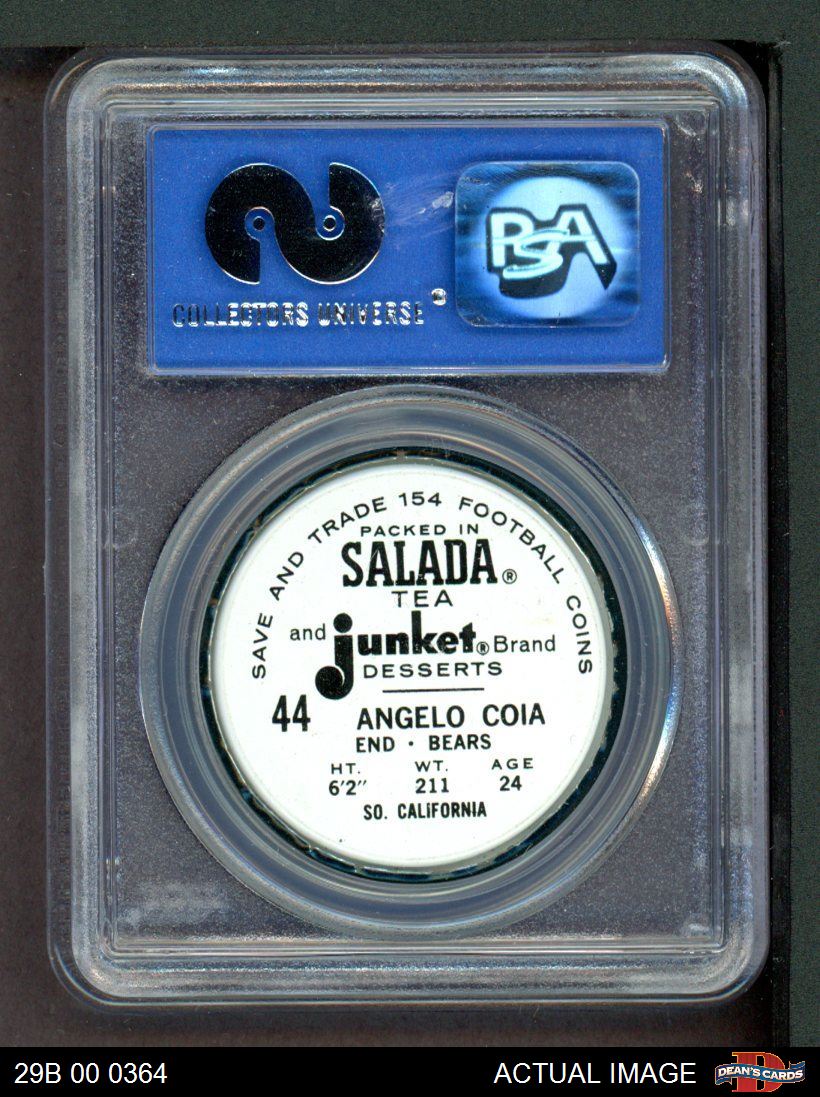 COLLECTORS UNIVERSE®
PSA
SAVE AND TRADE 154 FOOTBALL COINS
PACKED IN
SALADA®
TEA
and junket® Brand
DESSERTS
44 ANGELO COIA
END · BEARS
HT. WT. AGE
6'2" 211 24
SO. CALIFORNIA
29B 00 0364 ACTUAL IMAGE DEAN'S CARDS